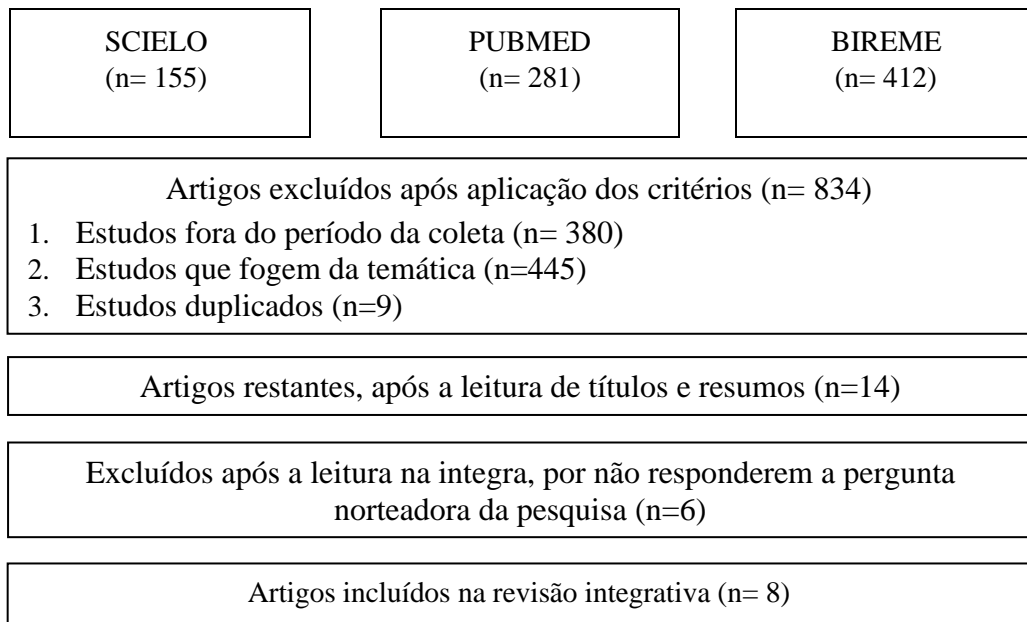 SCIELO
(n= 155)
PUBMED
(n= 281)
BIREME
(n= 412)
Artigos excluídos após aplicação dos critérios (n= 834)
1. Estudos fora do período da coleta (n= 380)
2. Estudos que fogem da temática (n=445)
3. Estudos duplicados (n=9)
Artigos restantes, após a leitura de títulos e resumos (n=14)
Excluídos após a leitura na integra, por não responderem a pergunta
norteadora da pesquisa (n=6)
Artigos incluídos na revisão integrativa (n= 8)